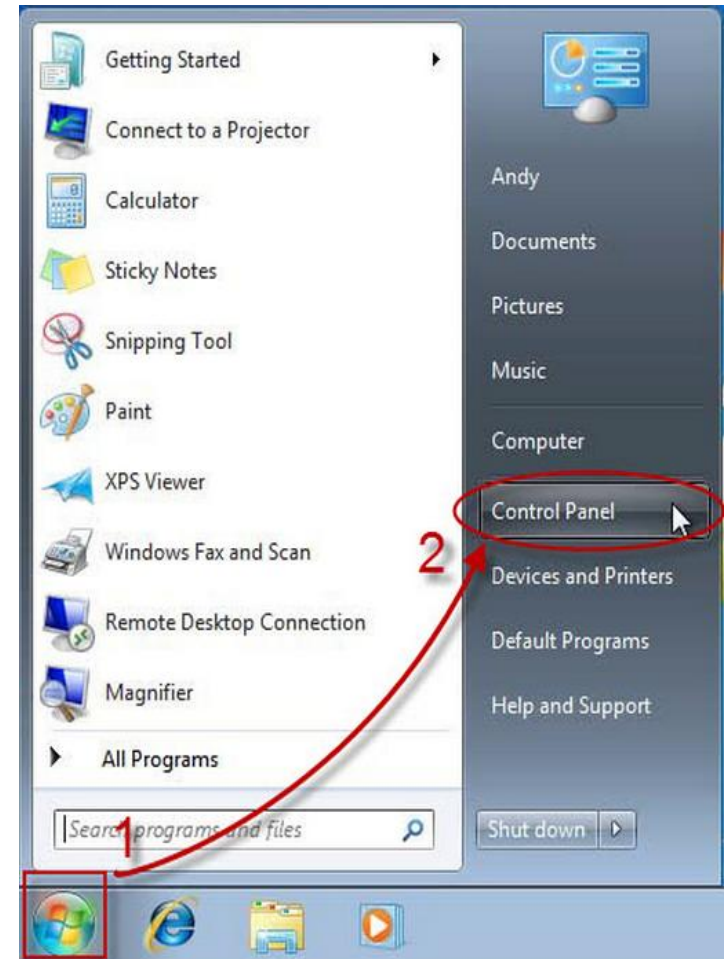 Getting Started
Connect to a Projector
Calculator
Sticky Notes
Snipping Tool
Paint
XPS Viewer
Windows Fax and Scan
Remote Desktop Connection
Magnifier
All Programs
Search programs and files
1
Andy
Documents
Pictures
Music
Computer
Control Panel
2
Devices and Printers
Default Programs
Help and Support
Shut down